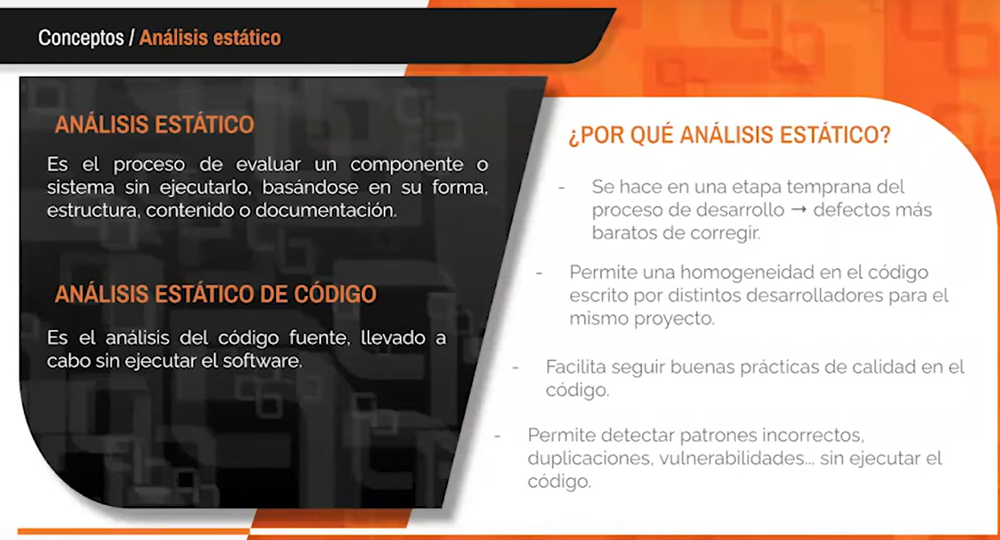 Conceptos / Análisis estático
ANÁLISIS ESTÁTICO
Es el proceso de evaluar un componente o
sistema sin ejecutarlo, basándose en su forma,
estructura, contenido o documentación.
ANÁLISIS ESTÁTICO DE CÓDIGO
Es el análisis del código fuente, llevado a
cabo sin ejecutar el software.
¿POR QUÉ ANÁLISIS ESTÁTICO?
- Se hace en una etapa temprana del
proceso de desarrollo → defectos más
baratos de corregir.
- Permite una homogeneidad en el código
escrito por distintos desarrolladores para el
mismo proyecto.
- Facilita seguir buenas prácticas de calidad en el
código.
- Permite detectar patrones incorrectos,
duplicaciones, vulnerabilidades... sin ejecutar el
código.